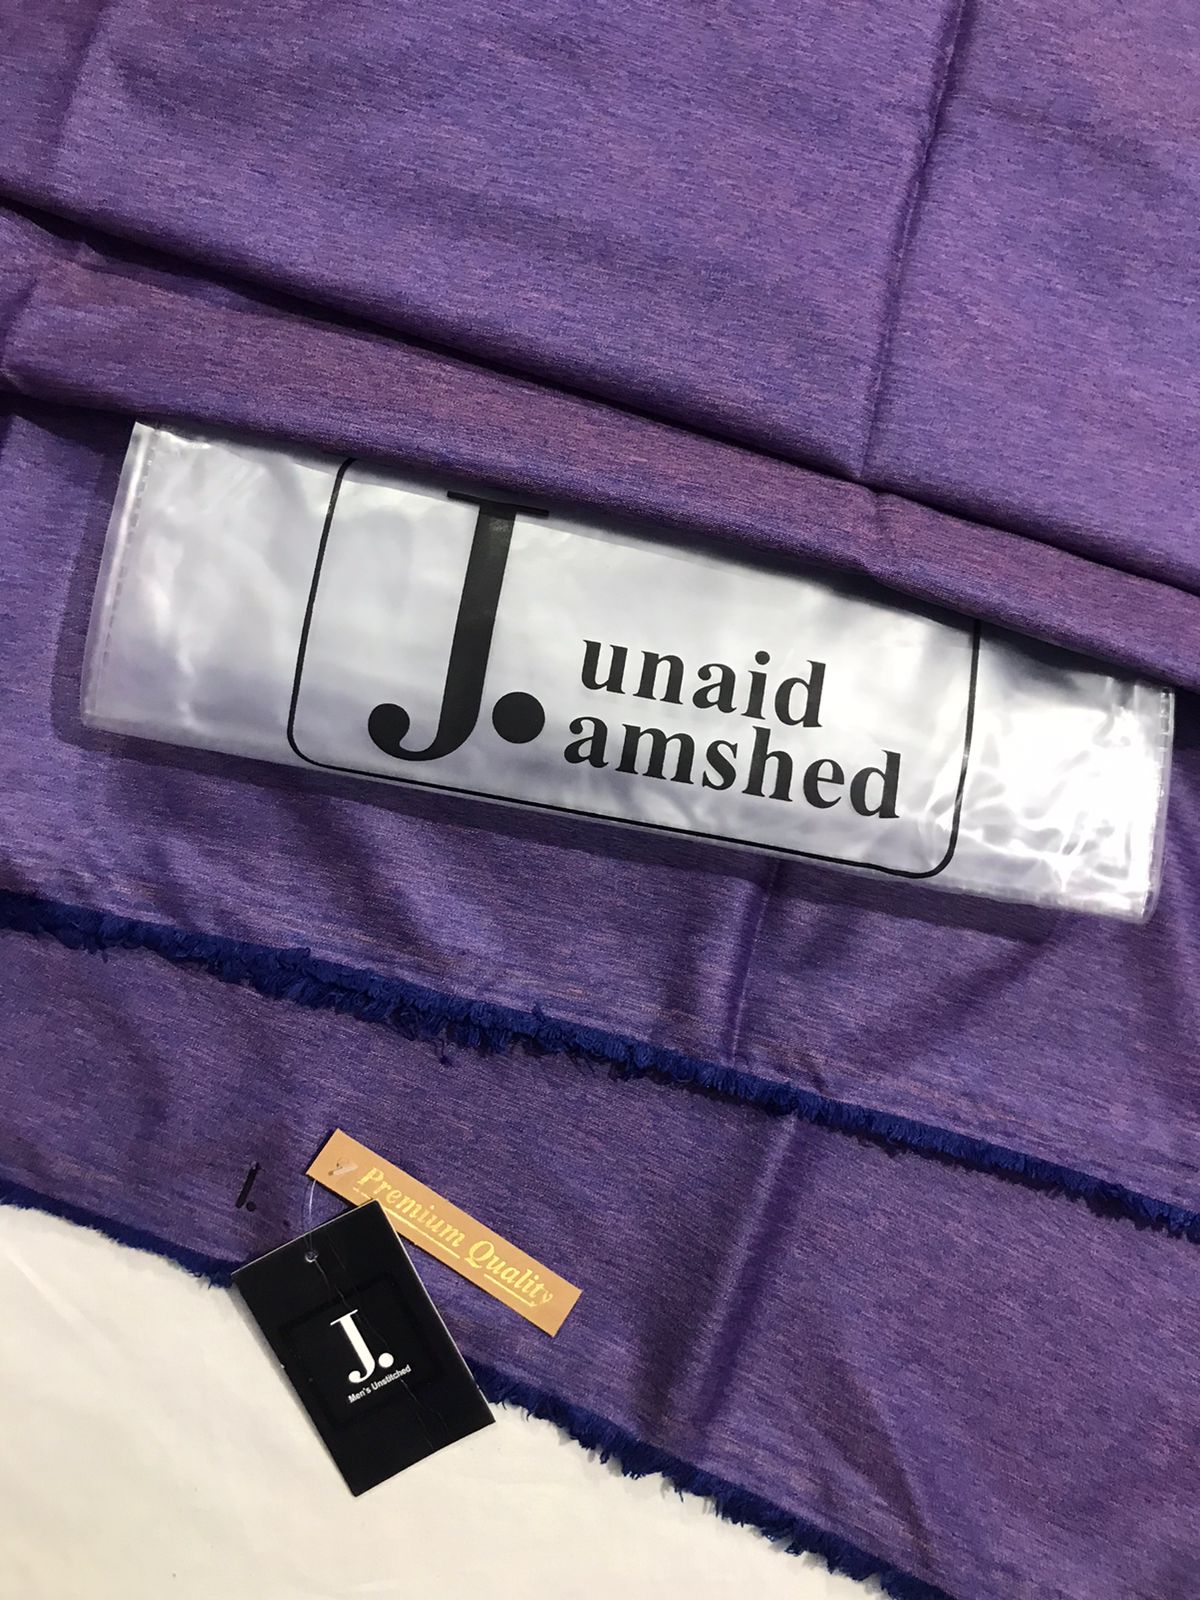 J. unaid
amshed
J.
Premium Quality
J.
Men's Unstitched